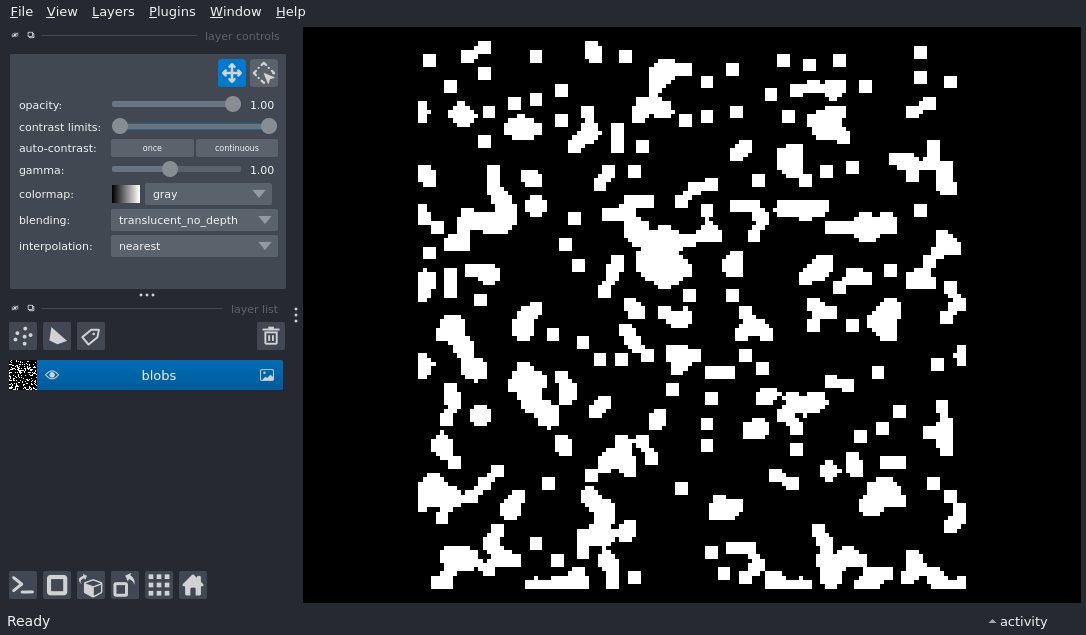 File View Layers Plugins Window Help
layer controls
opacity: 1.00
contrast limits:
auto-contrast: once continuous
gamma: 1.00
colormap: gray
blending: translucent_no_depth
interpolation: nearest
layer list
blobs
Ready activity